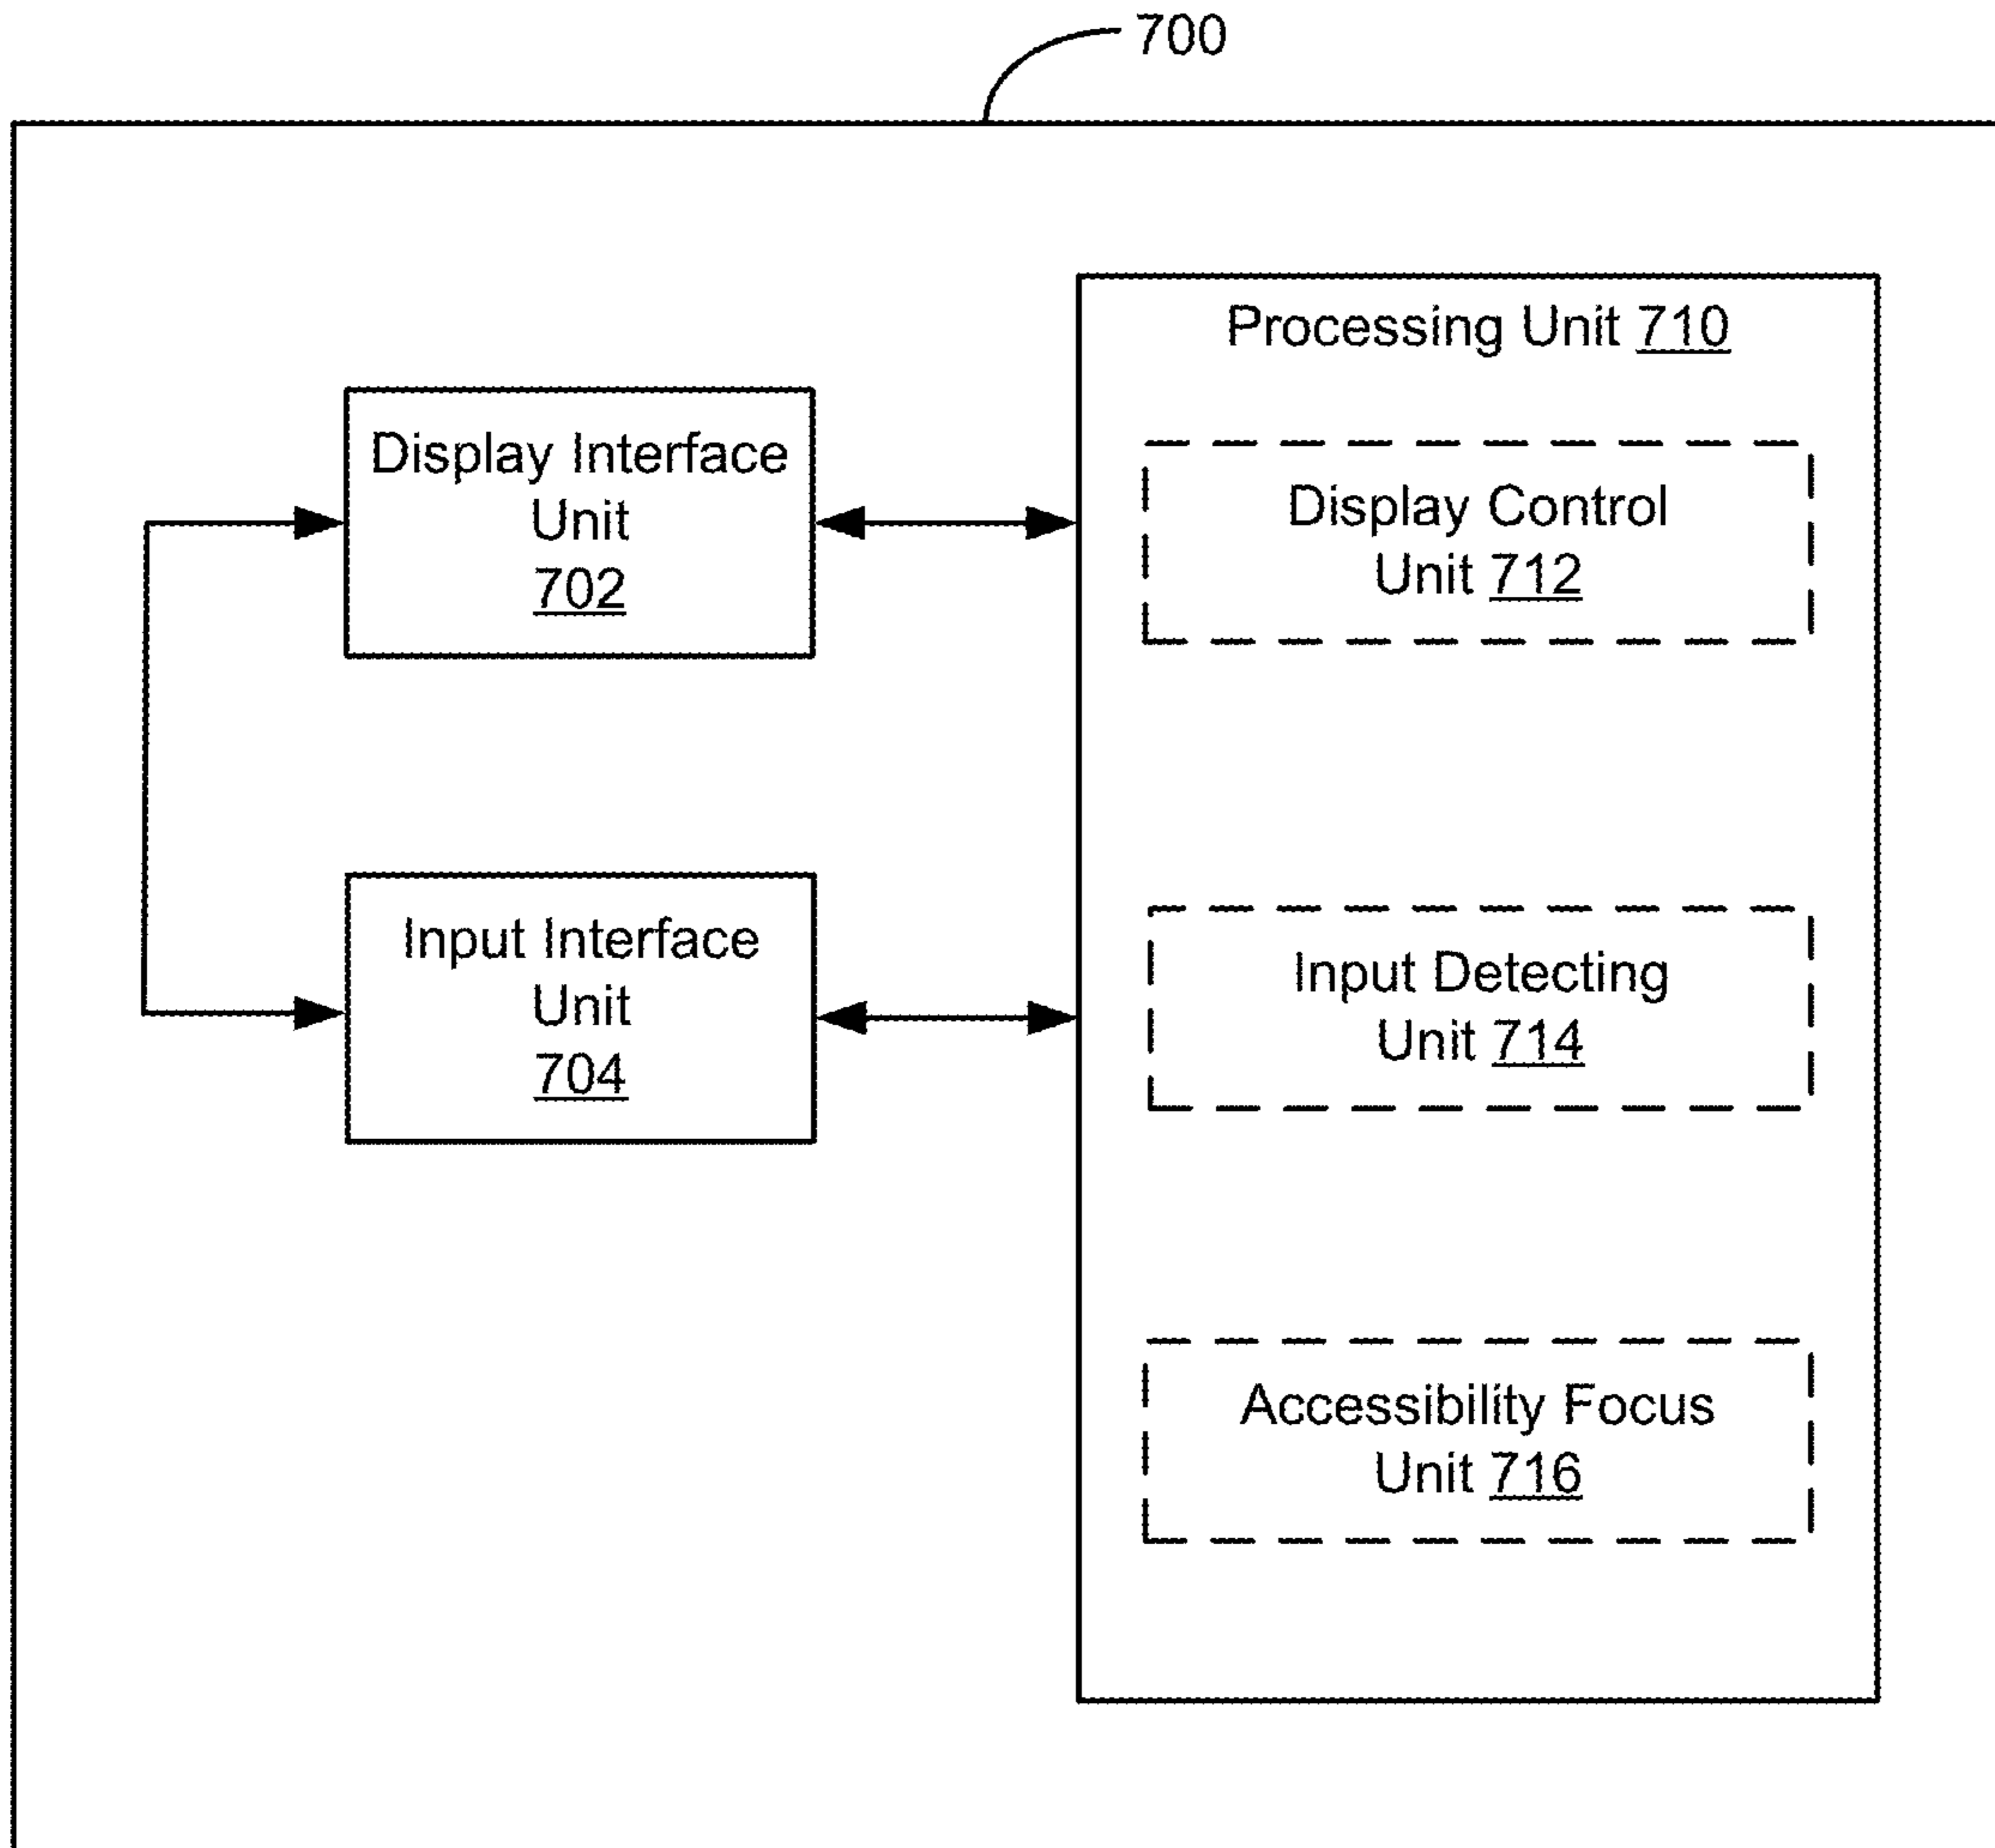 700
Processing Unit 710
Display Interface
Unit
702
Display Control
Unit 712
Input Interface
Unit
704
Input Detecting
Unit 714
Accessibility Focus
Unit 716